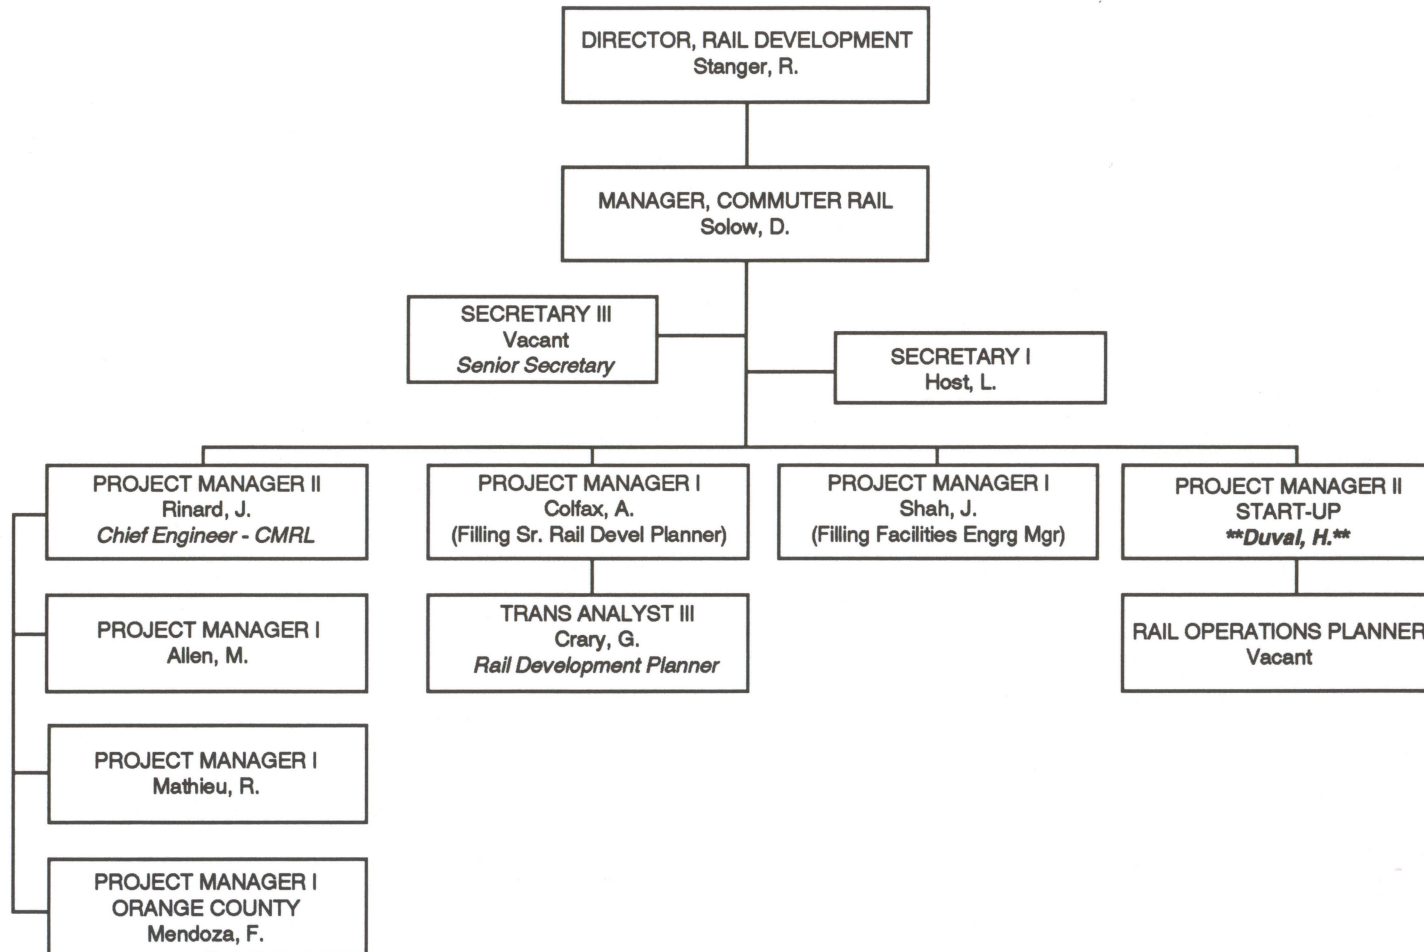 DIRECTOR, RAIL DEVELOPMENT
Stanger, R.
MANAGER, COMMUTER RAIL
Solow, D.
SECRETARY III
Vacant
Senior Secretary
SECRETARY I
Host, L.
PROJECT MANAGER II
Rinard, J.
Chief Engineer - CMRL
PROJECT MANAGER I
Colfax, A.
(Filling Sr. Rail Devel Planner)
PROJECT MANAGER I
Shah, J.
(Filling Facilities Engrg Mgr)
PROJECT MANAGER II
START-UP
**Duval, H.**
PROJECT MANAGER I
Allen, M.
TRANS ANALYST III
Crary, G.
Rail Development Planner
RAIL OPERATIONS PLANNER
Vacant
PROJECT MANAGER I
Mathieu, R.
PROJECT MANAGER I
ORANGE COUNTY
Mendoza, F.